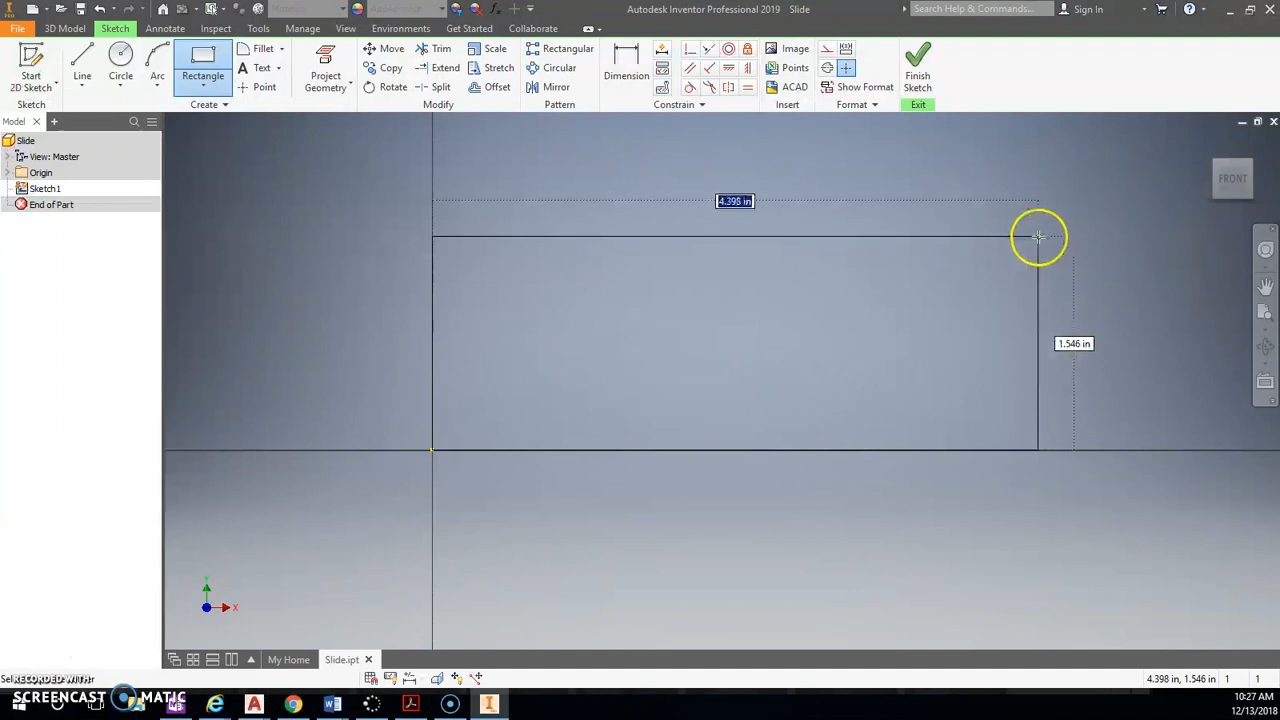 Autodesk Inventor Professional 2019 Slide
Search Help & Commands...
Sign In
File 3D Model Sketch Annotate Inspect Tools Manage View Environments Get Started Collaborate
Start
2D Sketch
Line
Circle
Arc
Rectangle
Fillet
Text
Point
Project
Geometry
Move
Copy
Rotate
Trim
Extend
Split
Scale
Stretch
Offset
Rectangular
Circular
Mirror
Dimension
Image
Points
ACAD
Show Format
Finish
Sketch
Sketch Create Modify Pattern Constrain Insert Format Exit
Model
Slide
View: Master
Origin
Sketch1
End of Part
4.398 in
FRONT
1.546 in
Y
X
My Home Slide.ipt
4.398 in, 1.546 in 1 1
RECORDED WITH
SCREENCAST MATIC
10:27 AM
12/13/2018